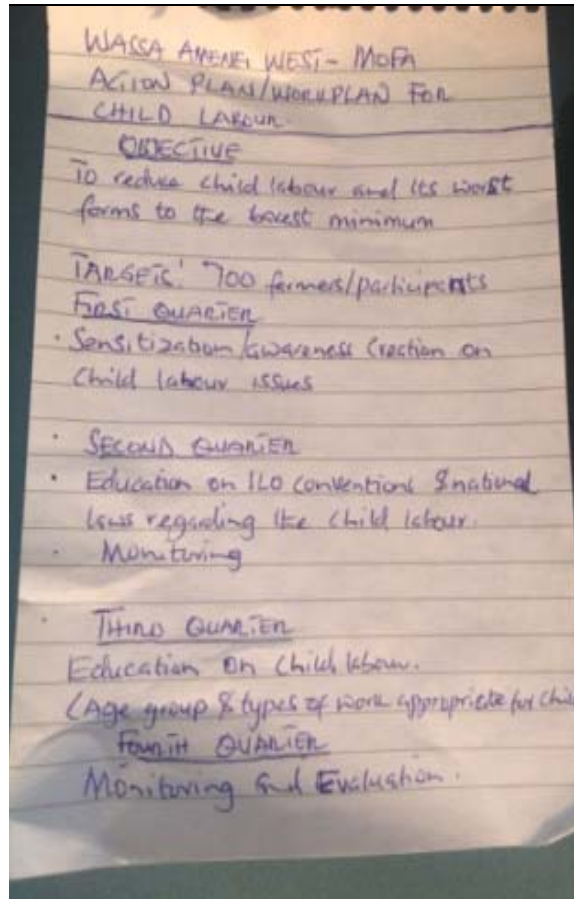 WASSA AMENFI WEST - MOFA
ACTION PLAN/WORKPLAN FOR
CHILD LABOUR.
OBJECTIVE
To reduce child labour and its worst
forms to the barest minimum
TARGETS: 700 farmers/participants
FIRST QUARTER
· Sensitization/awareness creation on
Child labour issues
· SECOND QUARTER
· Education on ILO conventions & national
laws regarding the child labour.
· Monitoring
· THIRD QUARTER
Education on Child labour.
(Age group & types of work appropriate for chil
FOURTH QUARTER
Monitoring and Evaluation.